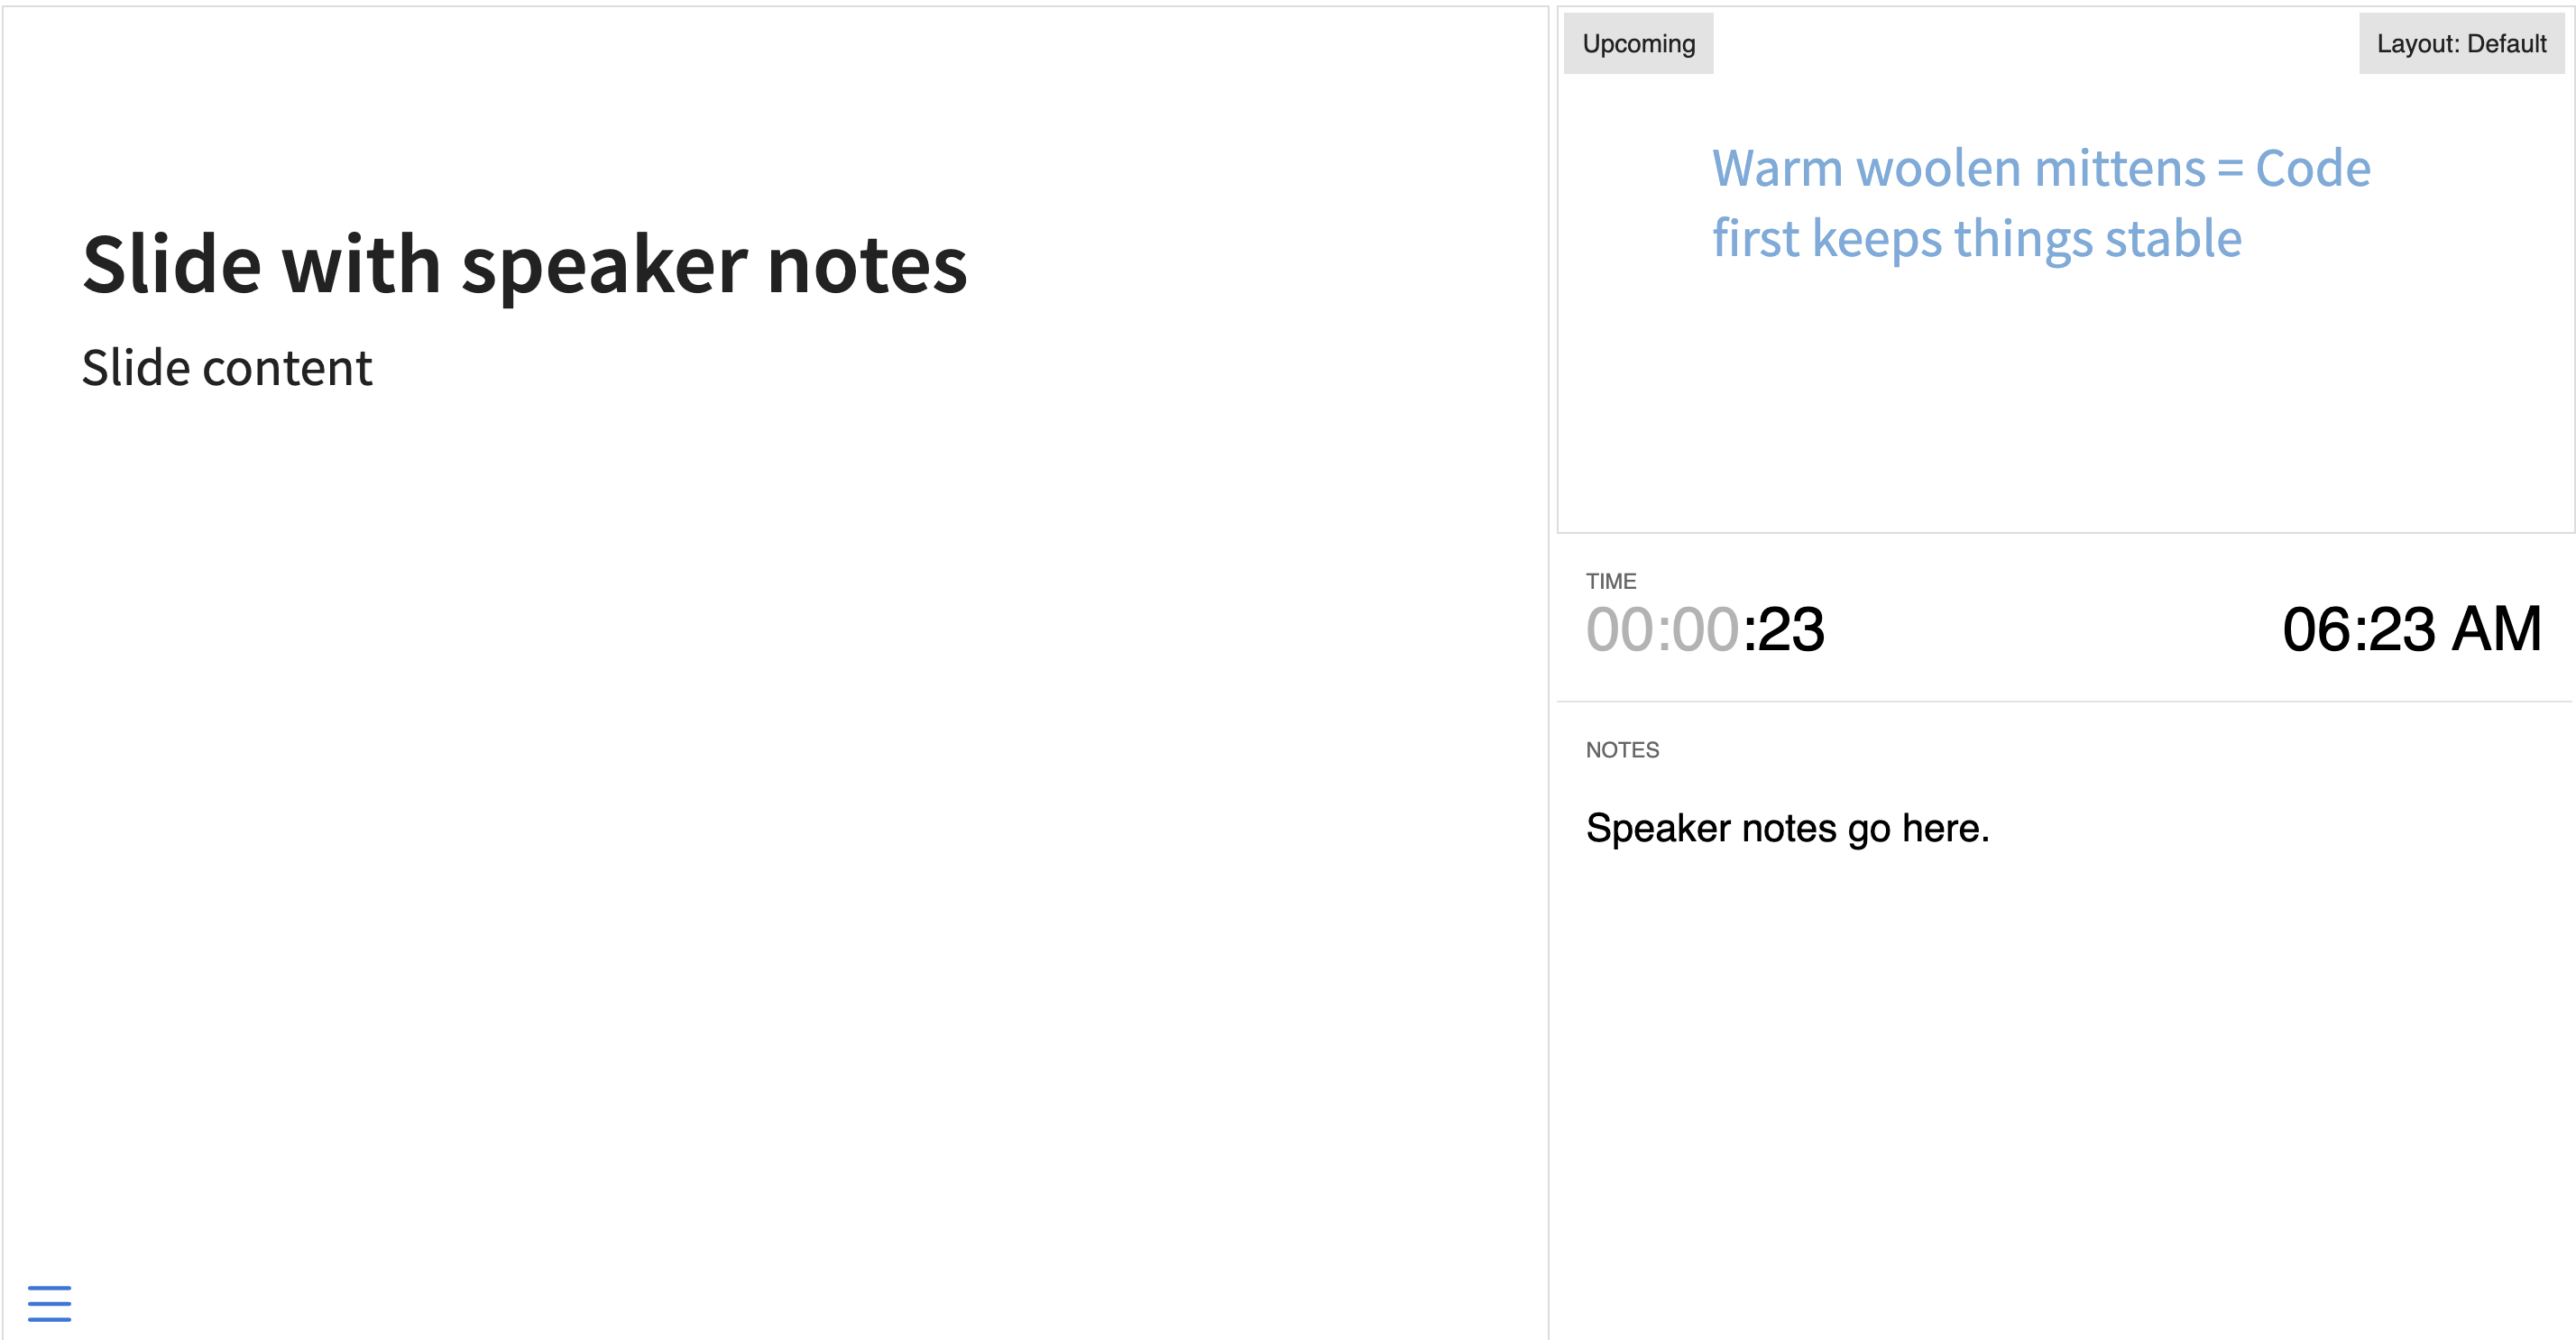 Slide with speaker notes
Slide content
Upcoming
Layout: Default
Warm woolen mittens = Code
first keeps things stable
TIME
00:00:23
06:23 AM
NOTES
Speaker notes go here.